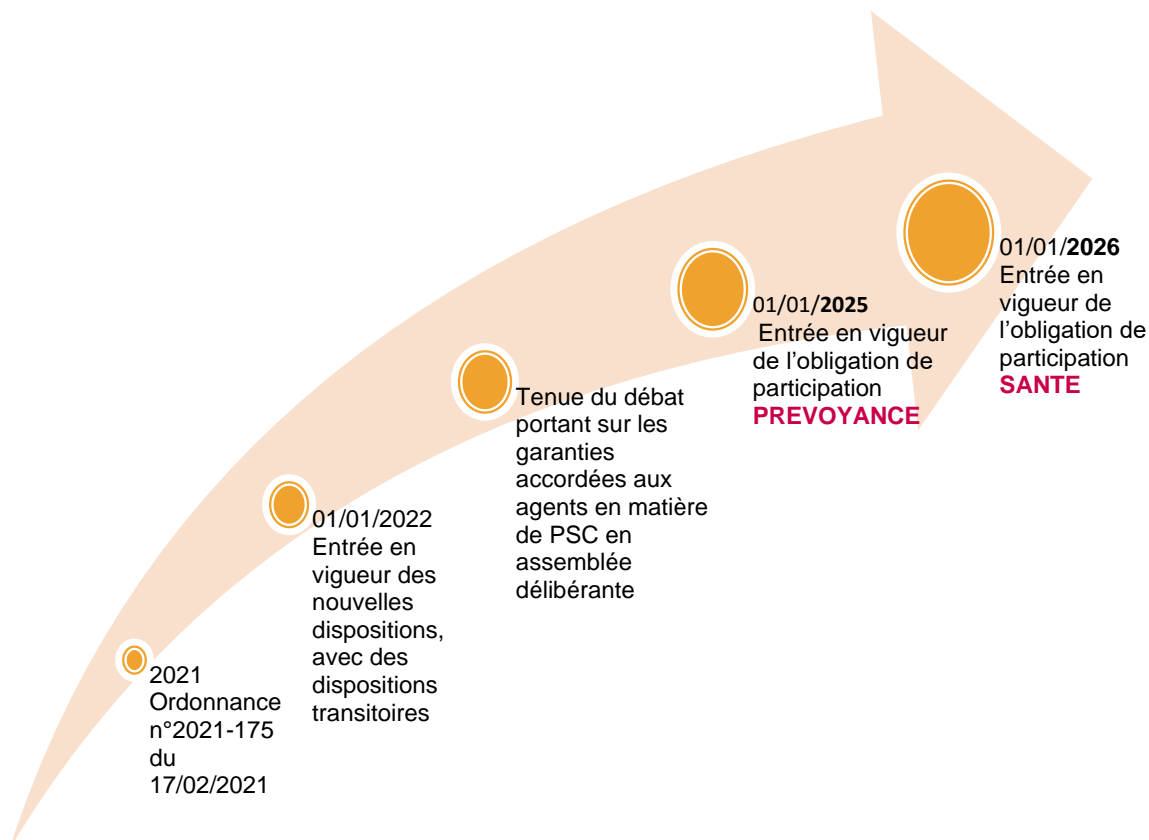 2021
Ordonnance
n°2021-175
du
17/02/2021
01/01/2022
Entrée en
vigueur des
nouvelles
dispositions,
avec des
dispositions
transitoires
Tenue du débat
portant sur les
garanties
accordées aux
agents en matière
de PSC en
assemblée
délibérante
01/01/2025
Entrée en vigueur
de l'obligation de
participation
PREVOYANCE
01/01/2026
Entrée en
vigueur de
l'obligation de
participation
SANTE